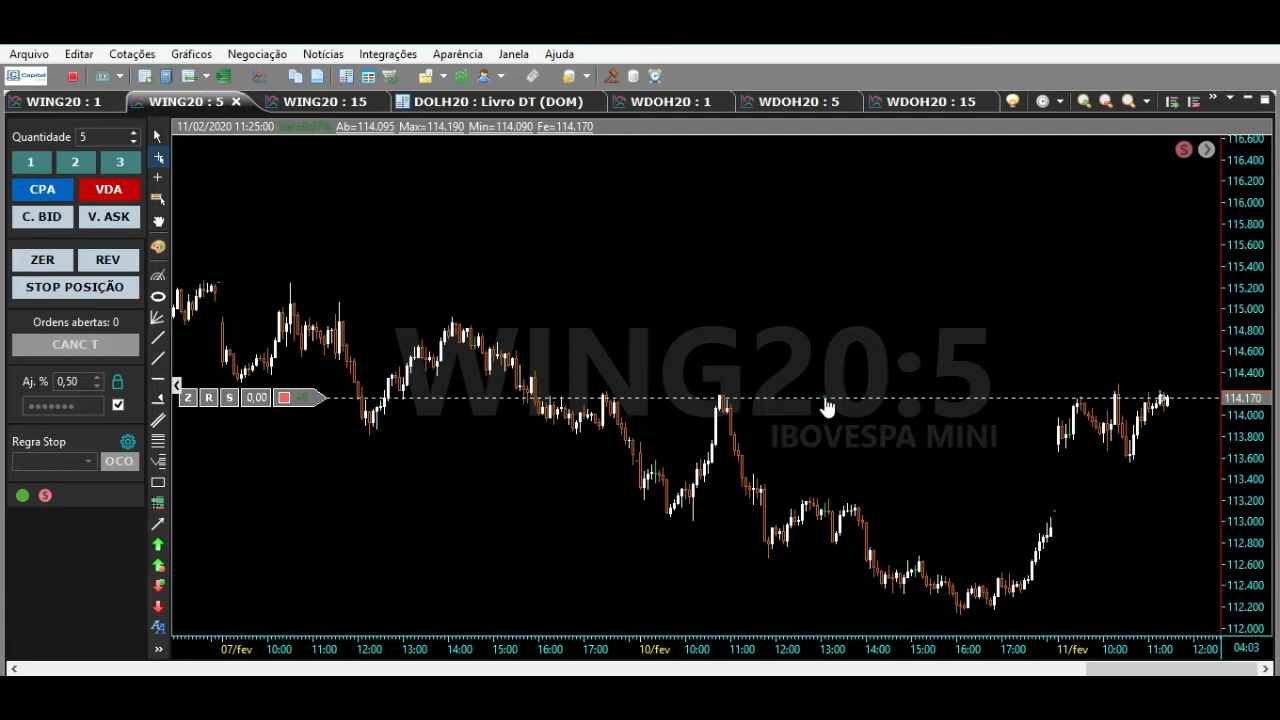 Arquivo Editar Cotações Gráficos Negociação Notícias Integrações Aparência Janela Ajuda
Capital
WING20 : 1 WING20 : 5 WING20 : 15 DOLH20 : Livro DT (DOM) WDOH20 : 1 WDOH20 : 5 WDOH20 : 15
11/02/2020 11:25:00 Var=0,07% Ab=114.095 Max=114.190 Min=114.090 Fe=114.170
Quantidade 5
1 2 3
CPA VDA
C. BID V. ASK
ZER REV
STOP POSIÇÃO
Ordens abertas: 0
CANC T
Aj. % 0,50
Regra Stop
OCO
S
Z R S 0,00 +5
WING20:5
IBOVESPA MINI
S
116.600
116.400
116.200
116.000
115.800
115.600
115.400
115.200
115.000
114.800
114.600
114.400
114.170
114.000
113.800
113.600
113.400
113.200
113.000
112.800
112.600
112.400
112.200
112.000
07/fev 10:00 11:00 12:00 13:00 14:00 15:00 16:00 17:00 10/fev 10:00 11:00 12:00 13:00 14:00 15:00 16:00 17:00 11/fev 10:00 11:00 12:00 04:03